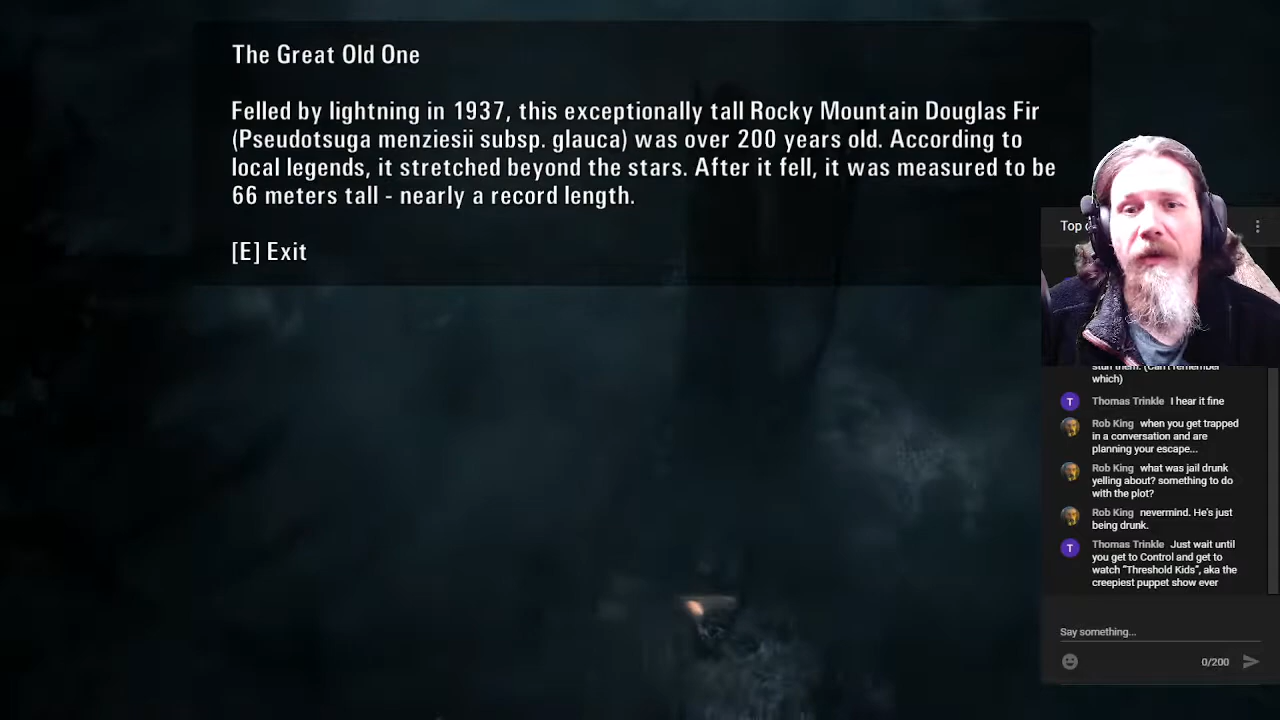 The Great Old One
Felled by lightning in 1937, this exceptionally tall Rocky Mountain Douglas Fir
(Pseudotsuga menziesii subsp. glauca) was over 200 years old. According to
local legends, it stretched beyond the stars. After it fell, it was measured to be
66 meters tall - nearly a record length.
[E] Exit
Top
which)
T Thomas Trinkle I hear it fine
Rob King when you get trapped
in a conversation and are
planning your escape...
Rob King what was jail drunk
yelling about? something to do
with the plot?
Rob King nevermind. He's just
being drunk.
T Thomas Trinkle Just wait until
you get to Control and get to
watch "Threshold Kids", aka the
creepiest puppet show ever
Say something...
0/200